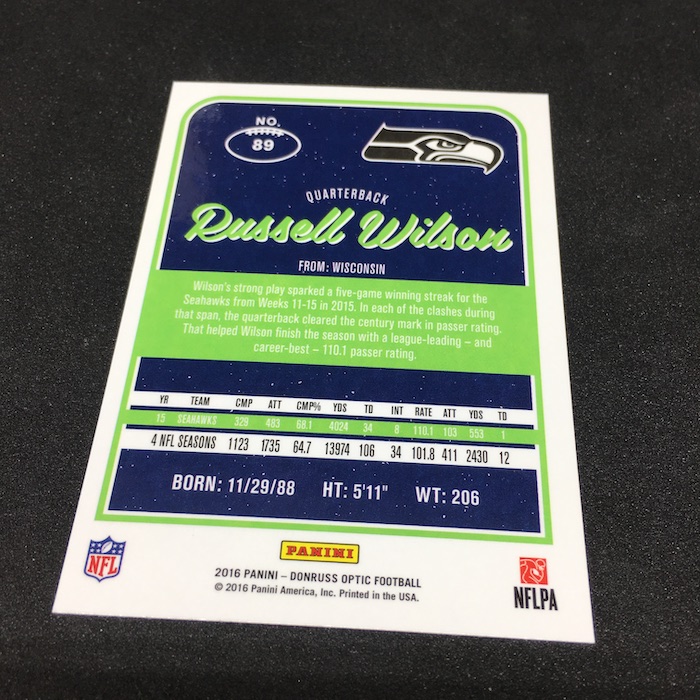 NO.
89
QUARTERBACK
Russell Wilson
FROM: WISCONSIN
Wilson's strong play sparked a five-game winning streak for the
Seahawks from Weeks 11-15 in 2015. In each of the clashes during
that span, the quarterback cleared the century mark in passer rating.
That helped Wilson finish the season with a league-leading – and
career-best – 110.1 passer rating.
YR TEAM CMP ATT CMP% YDS TD INT RATE ATT YDS TD
15 SEAHAWKS 329 483 68.1 4024 34 8 110.1 103 553 1
4 NFL SEASONS 1123 1735 64.7 13974 106 34 101.8 411 2430 12
BORN: 11/29/88 HT: 5'11" WT: 206
NFL
PANINI
2016 PANINI – DONRUSS OPTIC FOOTBALL
© 2016 Panini America, Inc. Printed in the USA.
NFLPA